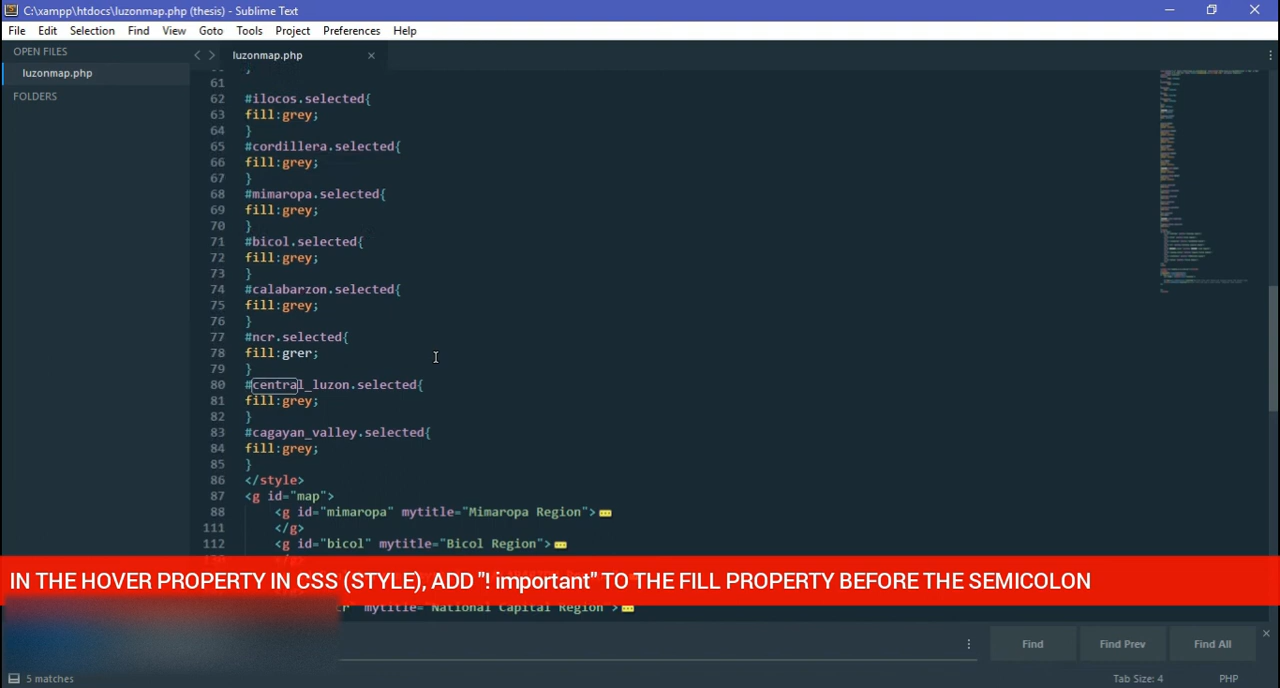 C:\xampp\htdocs\luzonmap.php (thesis) - Sublime Text
File Edit Selection Find View Goto Tools Project Preferences Help
OPEN FILES
luzonmap.php
FOLDERS
luzonmap.php
61
62 #ilocos.selected{
63 fill:grey;
64 }
65 #cordillera.selected{
66 fill:grey;
67 }
68 #mimaropa.selected{
69 fill:grey;
70 }
71 #bicol.selected{
72 fill:grey;
73 }
74 #calabarzon.selected{
75 fill:grey;
76 }
77 #ncr.selected{
78 fill:grer;
79 }
80 #central_luzon.selected{
81 fill:grey;
82 }
83 #cagayan_valley.selected{
84 fill:grey;
85 }
86 </style>
87 <g id="map">
88 <g id="mimaropa" mytitle="Mimaropa Region">
111 </g>
112 <g id="bicol" mytitle="Bicol Region">
IN THE HOVER PROPERTY IN CSS (STYLE), ADD "! important" TO THE FILL PROPERTY BEFORE THE SEMICOLON
cr" mytitle="National Capital Region">
Find Find Prev Find All
5 matches
Tab Size: 4 PHP